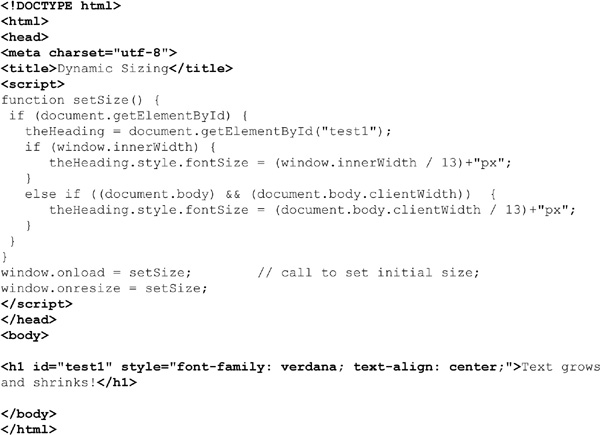 <!DOCTYPE html>
<html>
<head>
<meta charset="utf-8">
<title>Dynamic Sizing</title>
<script>
function setSize() {
 if (document.getElementById) {
   theHeading = document.getElementById("test1");
   if (window.innerWidth) {
      theHeading.style.fontSize = (window.innerWidth / 13)+"px";
   }
   else if ((document.body) && (document.body.clientWidth))  {
      theHeading.style.fontSize = (document.body.clientWidth / 13)+"px";
   }
 }
}
window.onload = setSize;        // call to set initial size;
window.onresize = setSize;
</script>
</head>
<body>

<h1 id="test1" style="font-family: verdana; text-align: center;">Text grows
and shrinks!</h1>

</body>
</html>